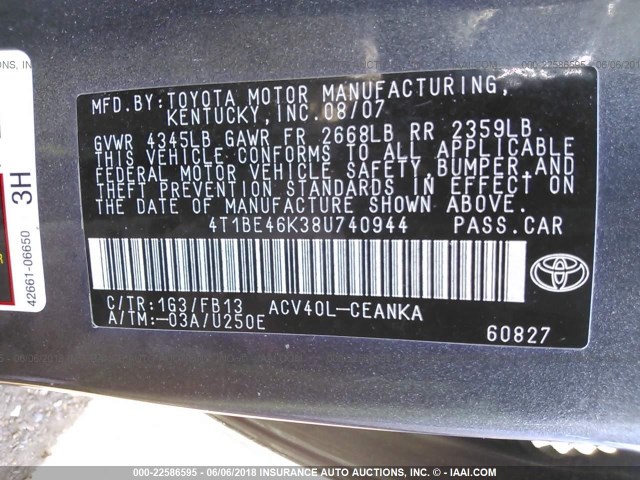 MFD. BY: TOYOTA MOTOR MANUFACTURING,
KENTUCKY, INC. 08/07
GVWR 4345LB GAWR FR 2668LB RR 2359LB
THIS VEHICLE CONFORMS TO ALL APPLICABLE
FEDERAL MOTOR VEHICLE SAFETY, BUMPER, AND
THEFT PREVENTION STANDARDS IN EFFECT ON
THE DATE OF MANUFACTURE SHOWN ABOVE.
4T1BE46K38U740944 PASS.CAR
C/TR:1G3/FB13 ACV40L-CEANKA
A/TM:-03A/U250E
60827
TOYOTA
3H
42661-06650
000-22586595 - 06/06/2018 - INSURANCE AUTO AUCTIONS, INC. - © - IAAI.COM